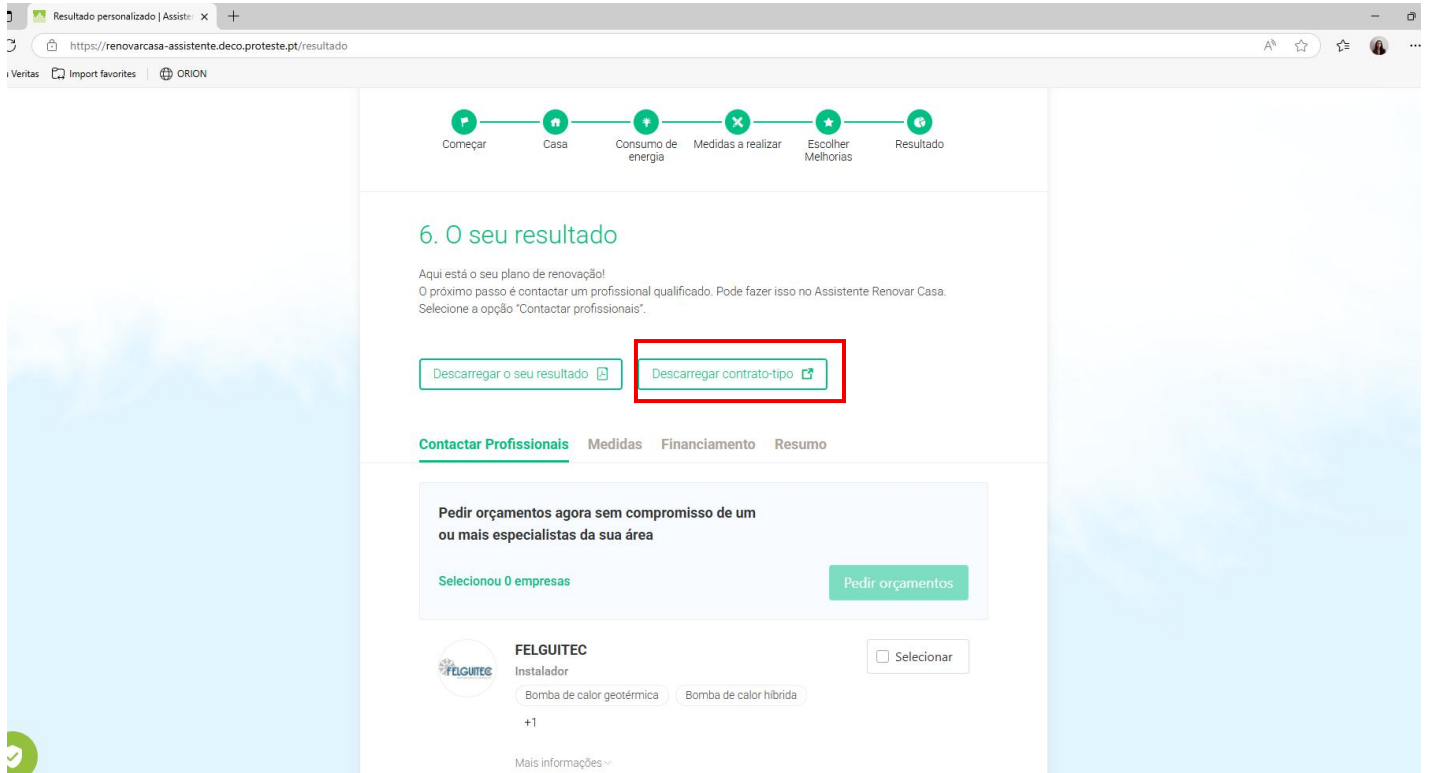 Resultado personalizado | Assiste
https://renovarcasa-assistente.deco.proteste.pt/resultado
Veritas Import favorites ORION
Começar Casa Consumo de energia Medidas a realizar Escolher Melhorias Resultado
6. O seu resultado
Aqui está o seu plano de renovação!
O próximo passo é contactar um profissional qualificado. Pode fazer isso no Assistente Renovar Casa.
Selecione a opção "Contactar profissionais".
Descarregar o seu resultado Descarregar contrato-tipo
Contactar Profissionais Medidas Financiamento Resumo
Pedir orçamentos agora sem compromisso de um
ou mais especialistas da sua área
Selecionou 0 empresas Pedir orçamentos
FELGUITEC Selecionar
FELGUITEC Instalador
Bomba de calor geotérmica Bomba de calor híbrida
+1
Mais informações